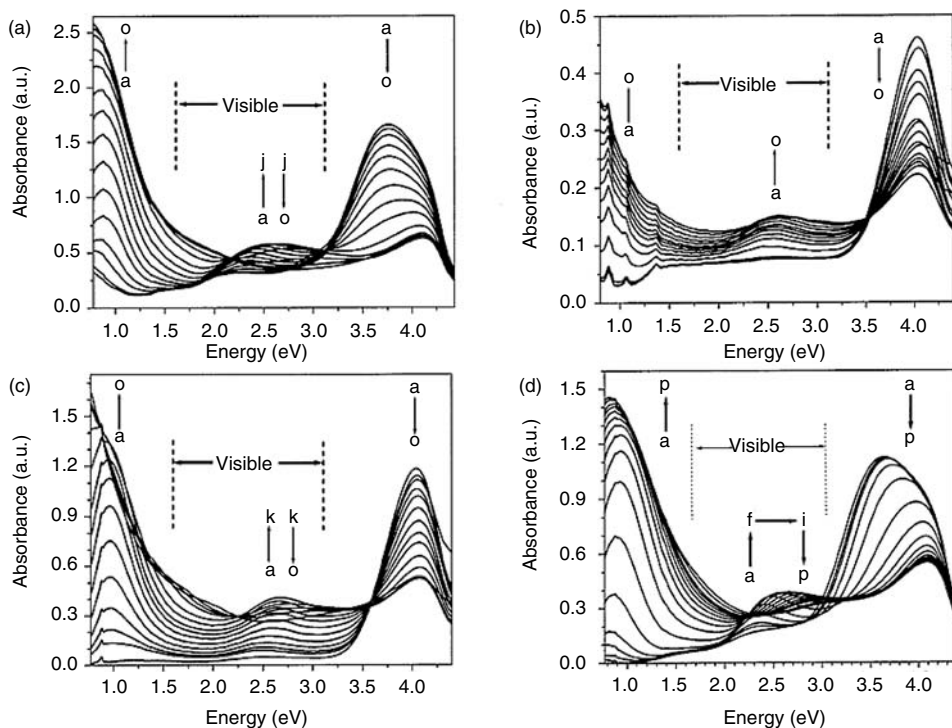 (a)
Absorbance (a.u.)
2.5
2.0
1.5
1.0
0.5
0.0
o
a
Visible
j j
a o
a
o
1.0 1.5 2.0 2.5 3.0 3.5 4.0
Energy (eV)
(b)
Absorbance (a.u.)
0.5
0.4
0.3
0.2
0.1
0.0
o
a
Visible
o
a
a
o
1.0 1.5 2.0 2.5 3.0 3.5 4.0
Energy (eV)
(c)
Absorbance (a.u.)
1.5
1.2
0.9
0.6
0.3
0.0
o
a
Visible
k k
a o
a
o
1.0 1.5 2.0 2.5 3.0 3.5 4.0
Energy (eV)
(d)
Absorbance (a.u.)
1.5
1.2
0.9
0.6
0.3
0.0
p
a
Visible
f i
a p
a
p
1.0 1.5 2.0 2.5 3.0 3.5 4.0
Energy (eV)